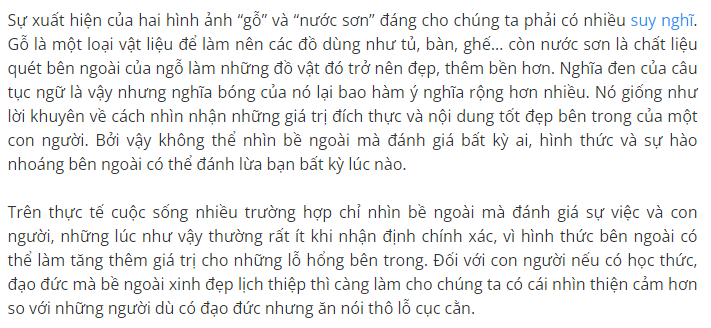 Sự xuất hiện của hai hình ảnh “gỗ” và “nước sơn” đáng cho chúng ta phải có nhiều suy nghĩ.
Gỗ là một loại vật liệu để làm nên các đồ dùng như tủ, bàn, ghế… còn nước sơn là chất liệu
quét bên ngoài của ngỗ làm những đồ vật đó trở nên đẹp, thêm bền hơn. Nghĩa đen của câu
tục ngữ là vậy nhưng nghĩa bóng của nó lại bao hàm ý nghĩa rộng hơn nhiều. Nó giống như
lời khuyên về cách nhìn nhận những giá trị đích thực và nội dung tốt đẹp bên trong của một
con người. Bởi vậy không thể nhìn bề ngoài mà đánh giá bất kỳ ai, hình thức và sự hào
nhoáng bên ngoài có thể đánh lừa bạn bất kỳ lúc nào.
Trên thực tế cuộc sống nhiều trường hợp chỉ nhìn bề ngoài mà đánh giá sự việc và con
người, những lúc như vậy thường rất ít khi nhận định chính xác, vì hình thức bên ngoài có
thể làm tăng thêm giá trị cho những lỗ hổng bên trong. Đối với con người nếu có học thức,
đạo đức mà bề ngoài xinh đẹp lịch thiệp thì càng làm cho chúng ta có cái nhìn thiện cảm hơn
so với những người dù có đạo đức nhưng ăn nói thô lỗ cục cằn.